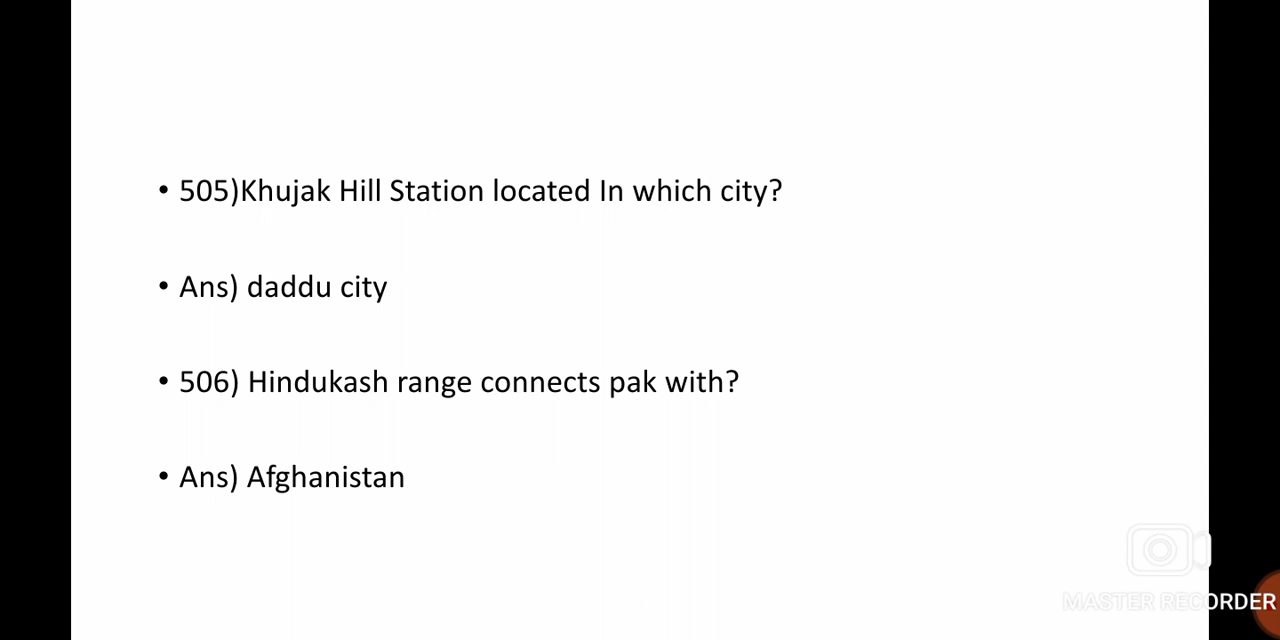 • 505)Khujak Hill Station located In which city?
• Ans) daddu city
• 506) Hindukash range connects pak with?
• Ans) Afghanistan
MASTER RECORDER